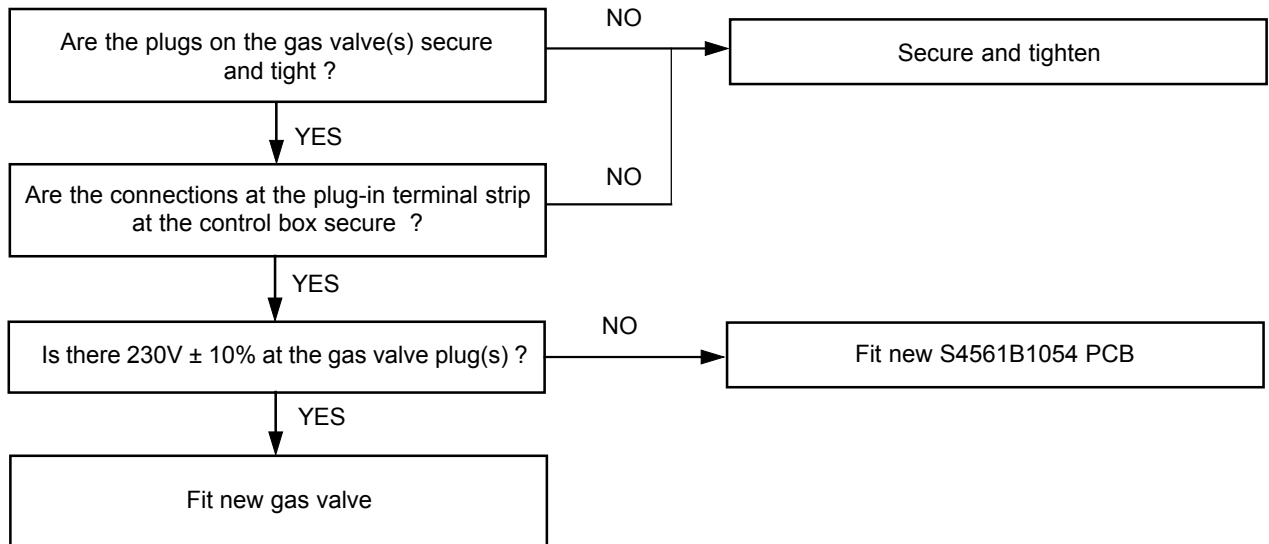 Are the plugs on the gas valve(s) secure
and tight ?
NO
Secure and tighten
YES
Are the connections at the plug-in terminal strip
at the control box secure  ?
NO
YES
Is there 230V ± 10% at the gas valve plug(s) ?
NO
Fit new S4561B1054 PCB
YES
Fit new gas valve